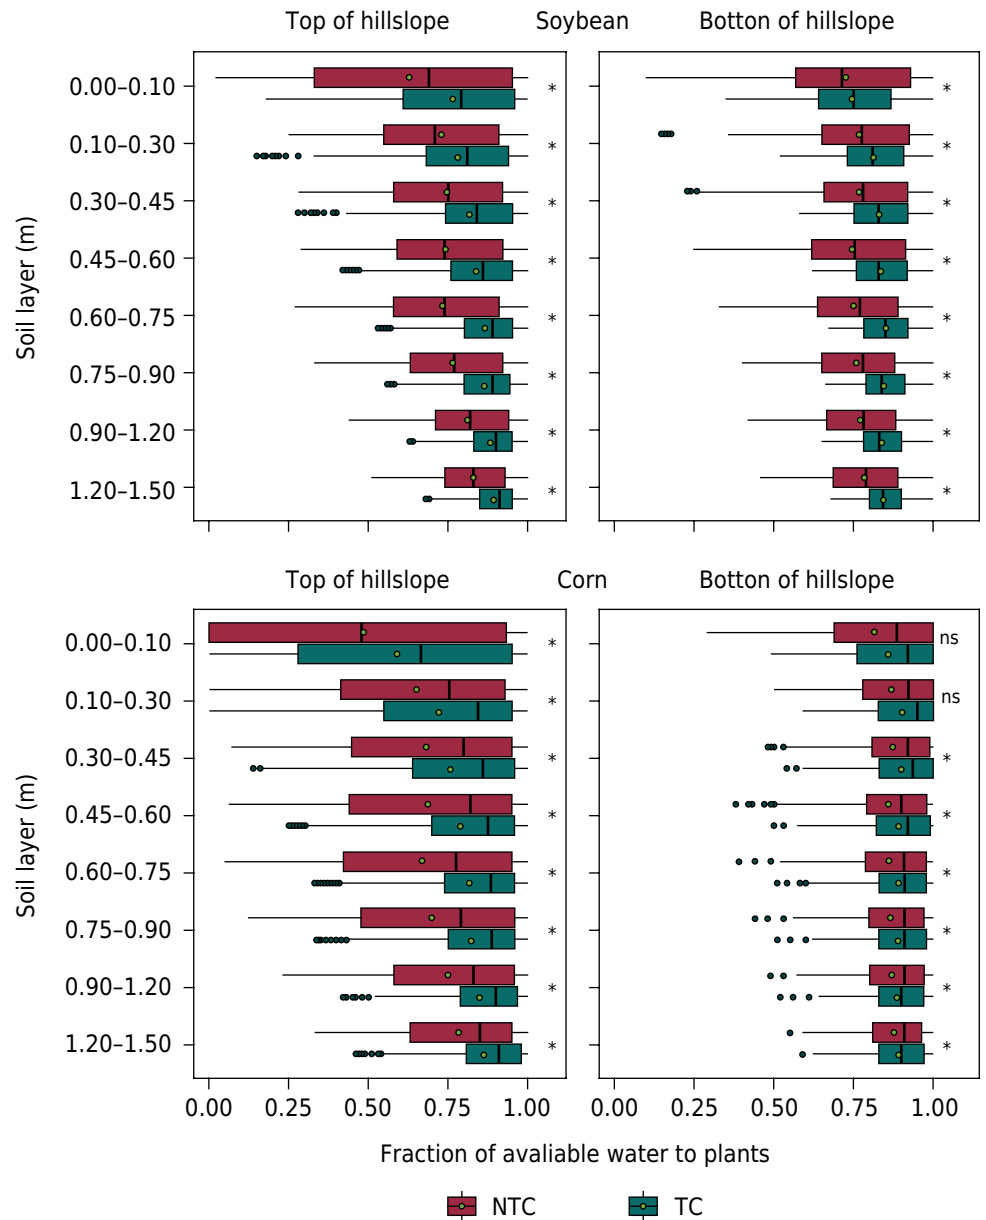 Top of hillslope Soybean Botton of hillslope
Soil layer (m)
0.00–0.10 * *
0.10–0.30 * *
0.30–0.45 * *
0.45–0.60 * *
0.60–0.75 * *
0.75–0.90 * *
0.90–1.20 * *
1.20–1.50 * *
Top of hillslope Corn Botton of hillslope
Soil layer (m)
0.00–0.10 * ns
0.10–0.30 * ns
0.30–0.45 * *
0.45–0.60 * *
0.60–0.75 * *
0.75–0.90 * *
0.90–1.20 * *
1.20–1.50 * *
0.00 0.25 0.50 0.75 1.00 0.00 0.25 0.50 0.75 1.00
Fraction of avaliable water to plants
NTC TC